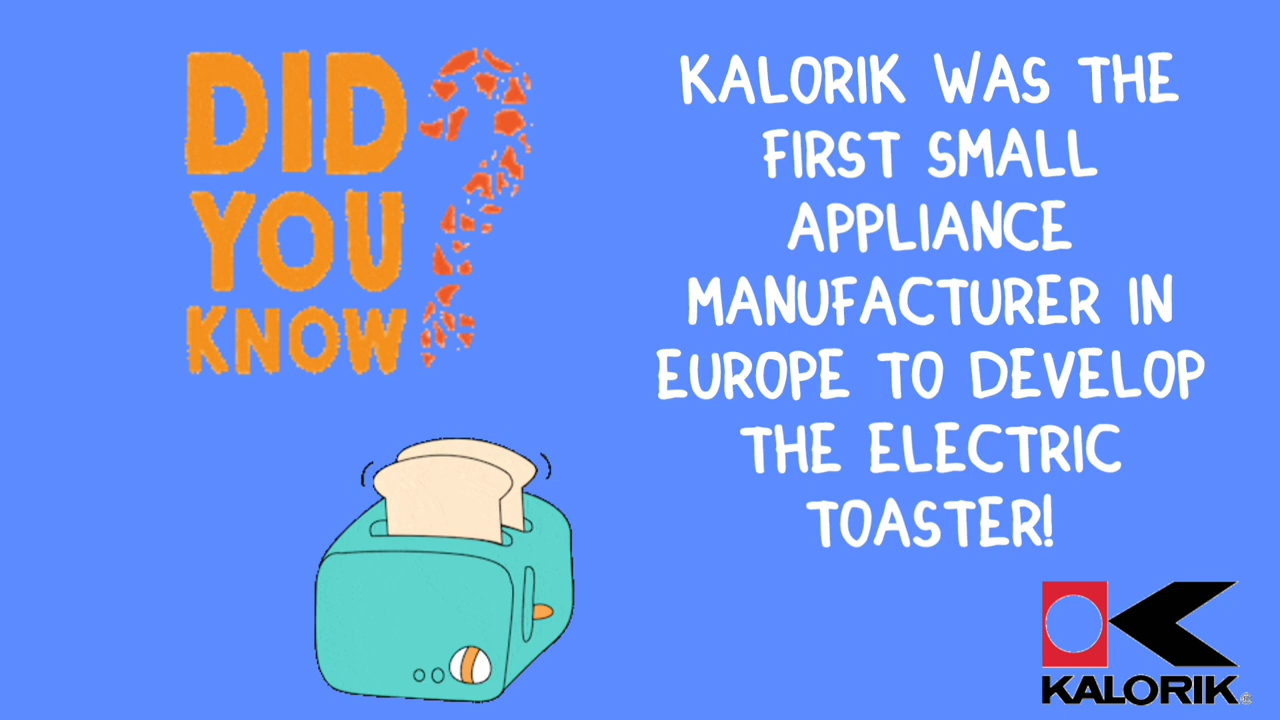 DID
YOU
KNOW?
KALORIK WAS THE
FIRST SMALL
APPLIANCE
MANUFACTURER IN
EUROPE TO DEVELOP
THE ELECTRIC
TOASTER!
KALORIK®